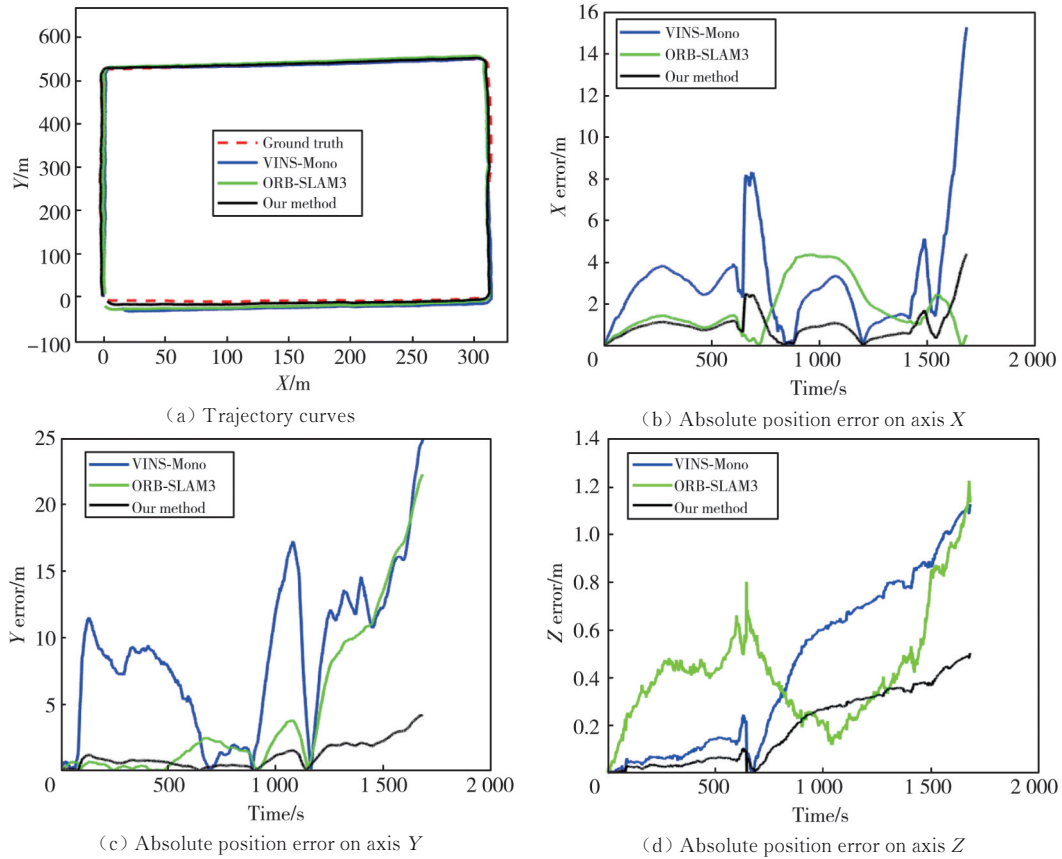 600
500
400
300
200
100
0
−100
Y/m
Ground truth
VINS-Mono
ORB-SLAM3
Our method
0 50 100 150 200 250 300
X/m
(a) Trajectory curves
16
14
12
10
8
6
4
2
X error/m
VINS-Mono
ORB-SLAM3
Our method
0 500 1 000 1 500 2 000
Time/s
(b) Absolute position error on axis X
25
20
15
10
5
Y error/m
VINS-Mono
ORB-SLAM3
Our method
0 500 1 000 1 500 2 000
Time/s
(c) Absolute position error on axis Y
1.4
1.2
1.0
0.8
0.6
0.4
0.2
0
Z error/m
VINS-Mono
ORB-SLAM3
Our method
500 1 000 1 500 2 000
Time/s
(d) Absolute position error on axis Z